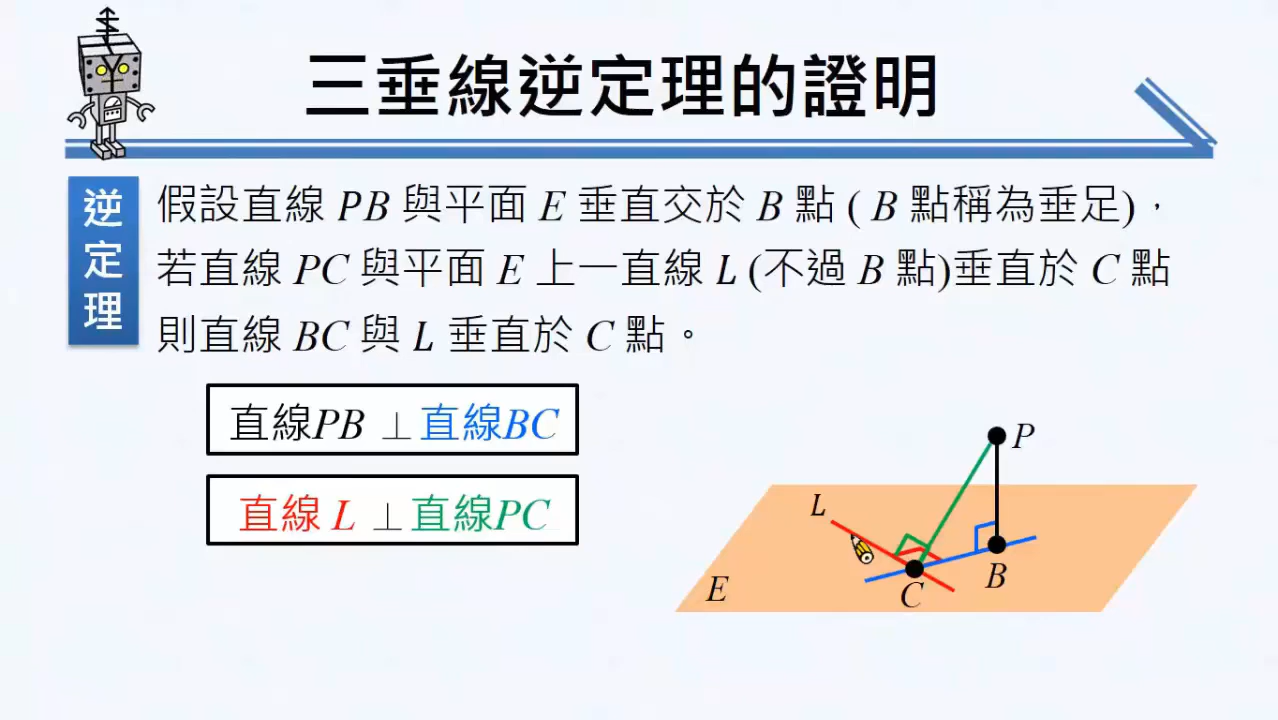 三垂線逆定理的證明
逆定理
假設直線 PB 與平面 E 垂直交於 B 點 ( B 點稱為垂足)，
若直線 PC 與平面 E 上一直線 L (不過 B 點)垂直於 C 點
則直線 BC 與 L 垂直於 C 點。
直線PB ⊥直線BC
直線 L ⊥直線PC
P
L
B
C
E